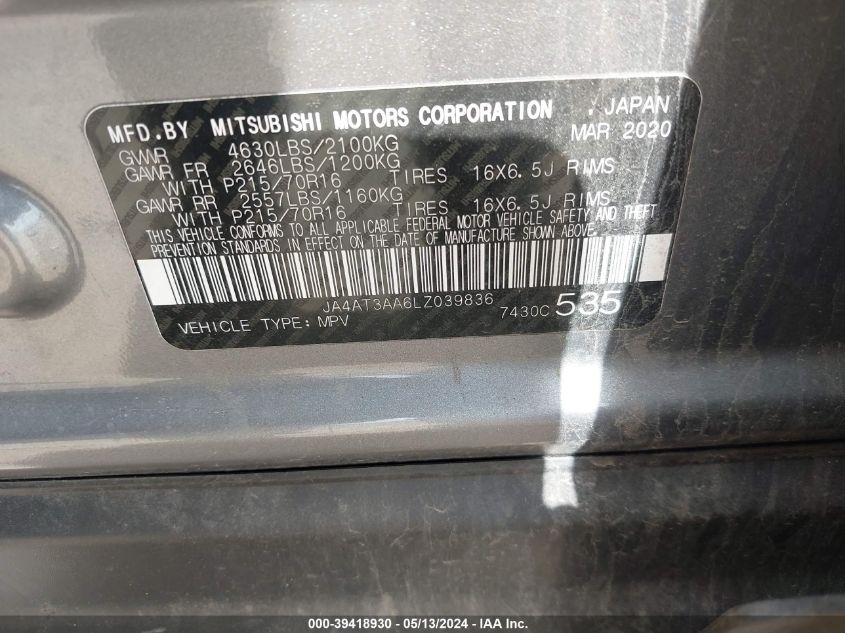 MFD.BY MITSUBISHI MOTORS CORPORATION , JAPAN
GVWR 4630LBS/2100KG MAR 2020
GAWR FR 2646LBS/1200KG
WITH P215/70R16 TIRES 16X6.5J RIMS
GAWR RR 2557LBS/1160KG
WITH P215/70R16 TIRES 16X6.5J RIMS
THIS VEHICLE CONFORMS TO ALL APPLICABLE FEDERAL MOTOR VEHICLE SAFETY AND THEFT
PREVENTION STANDARDS IN EFFECT ON THE DATE OF MANUFACTURE SHOWN ABOVE.
JA4AT3AA6LZ039836 7430C 535
VEHICLE TYPE: MPV
000-39418930 - 05/13/2024 - IAA Inc.